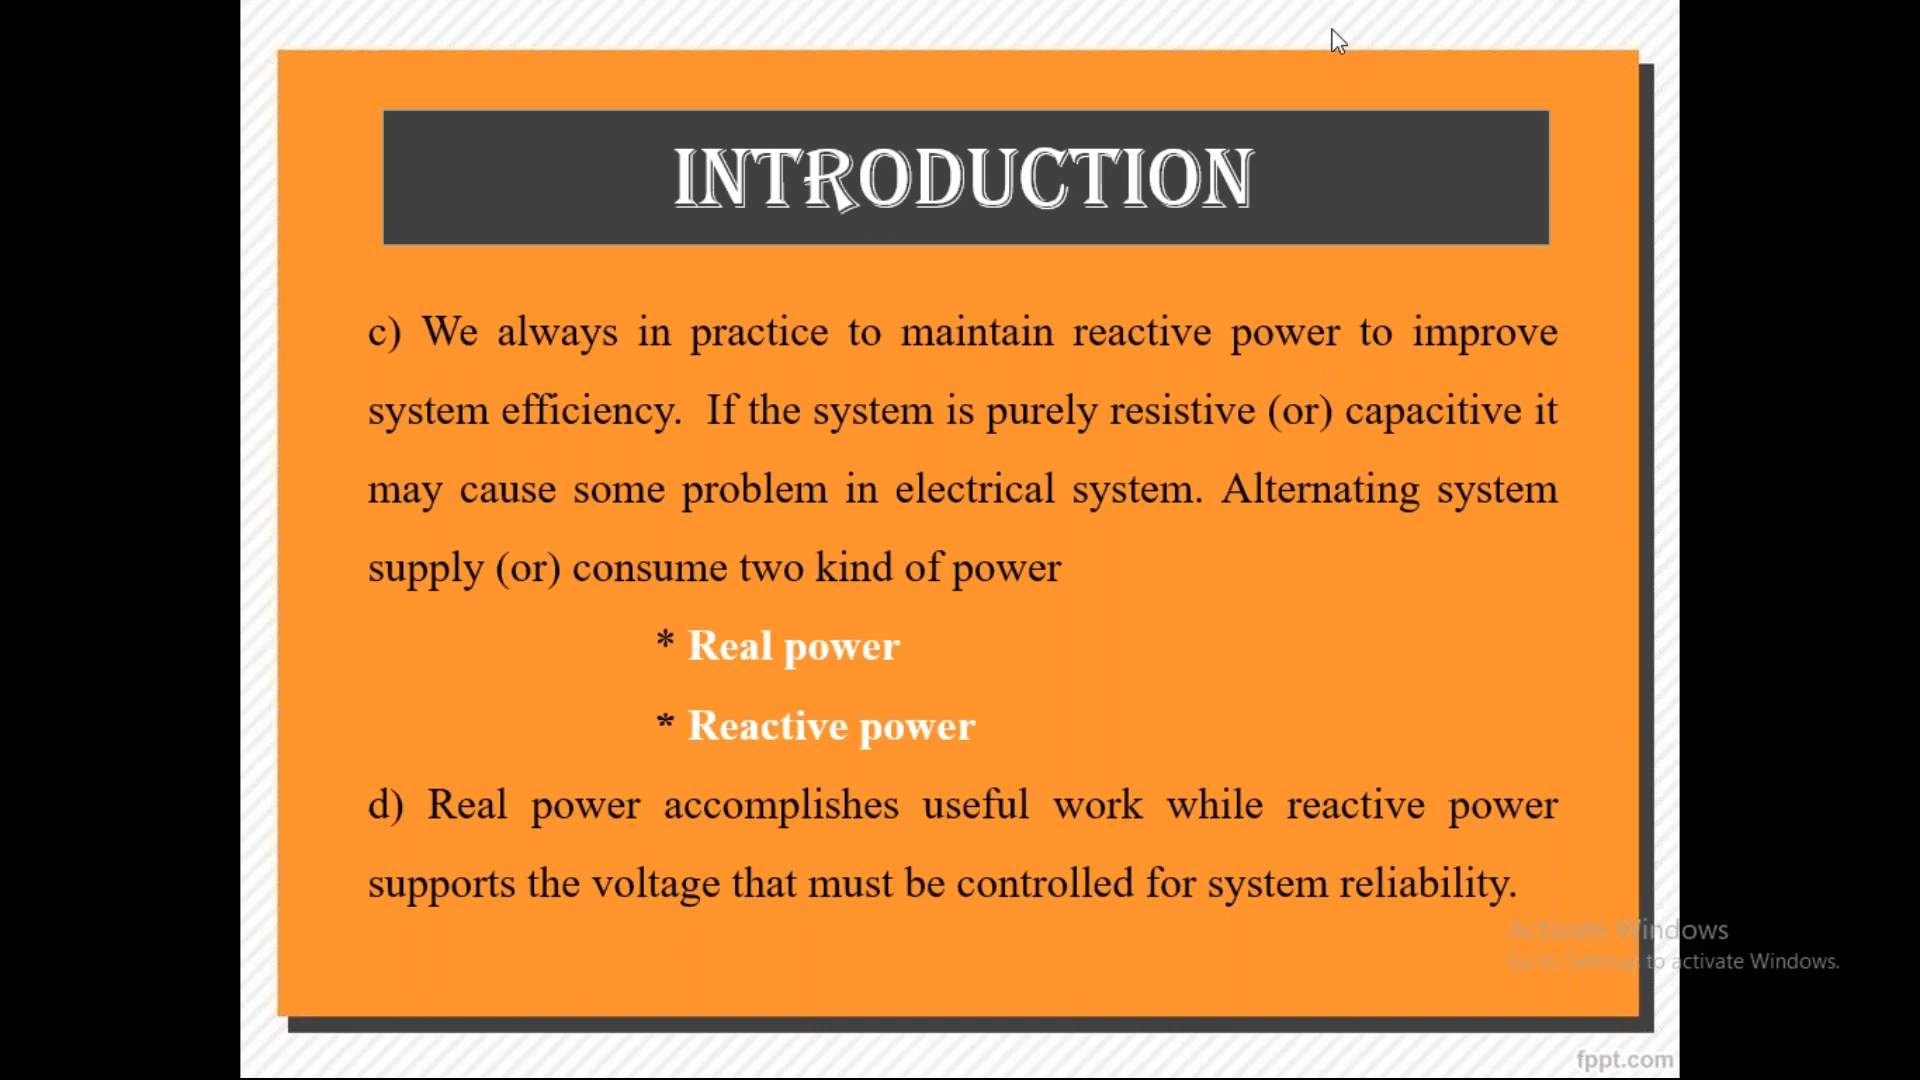 INTRODUCTION
c) We always in practice to maintain reactive power to improve
system efficiency. If the system is purely resistive (or) capacitive it
may cause some problem in electrical system. Alternating system
supply (or) consume two kind of power
* Real power
* Reactive power
d) Real power accomplishes useful work while reactive power
supports the voltage that must be controlled for system reliability.
Activate Windows
Go to Settings to activate Windows.
fppt.com